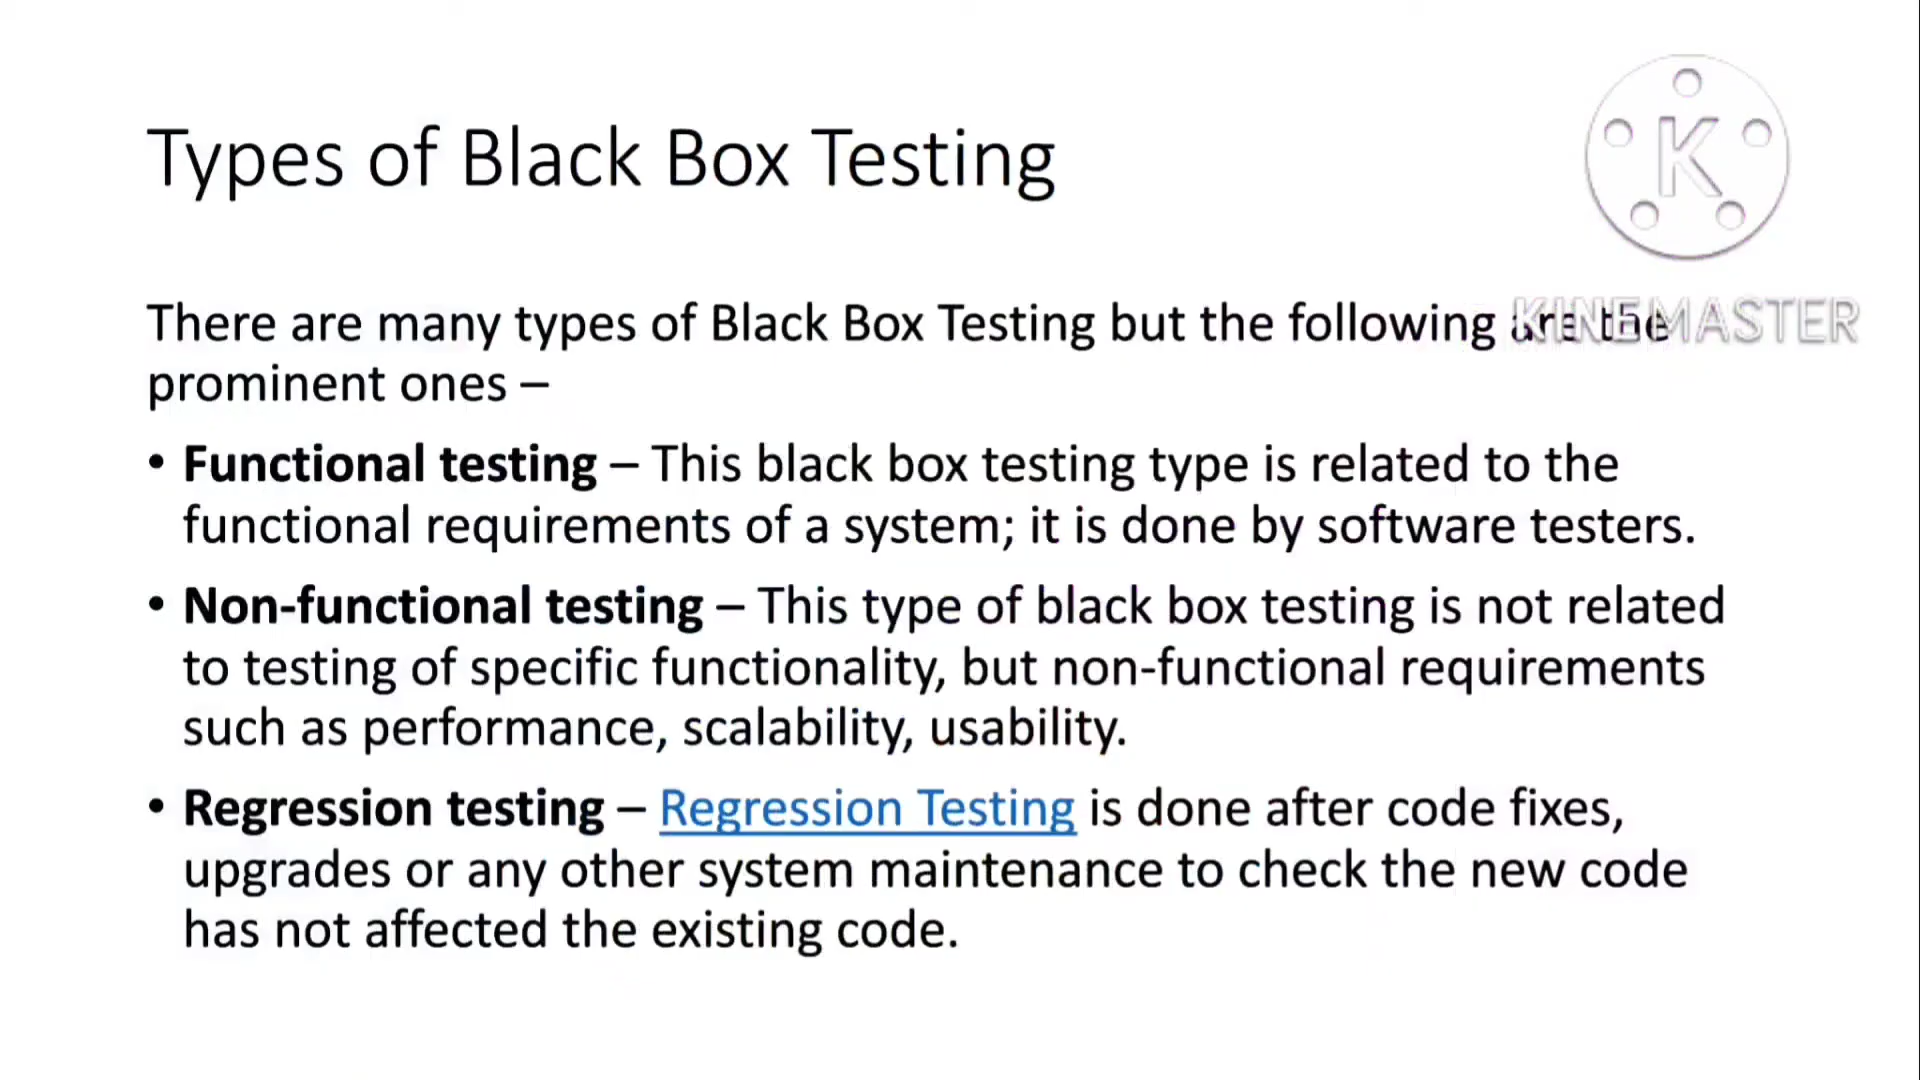 Types of Black Box Testing
K
KINEMASTER
There are many types of Black Box Testing but the following are the
prominent ones –
• Functional testing – This black box testing type is related to the
functional requirements of a system; it is done by software testers.
• Non-functional testing – This type of black box testing is not related
to testing of specific functionality, but non-functional requirements
such as performance, scalability, usability.
• Regression testing – Regression Testing is done after code fixes,
upgrades or any other system maintenance to check the new code
has not affected the existing code.